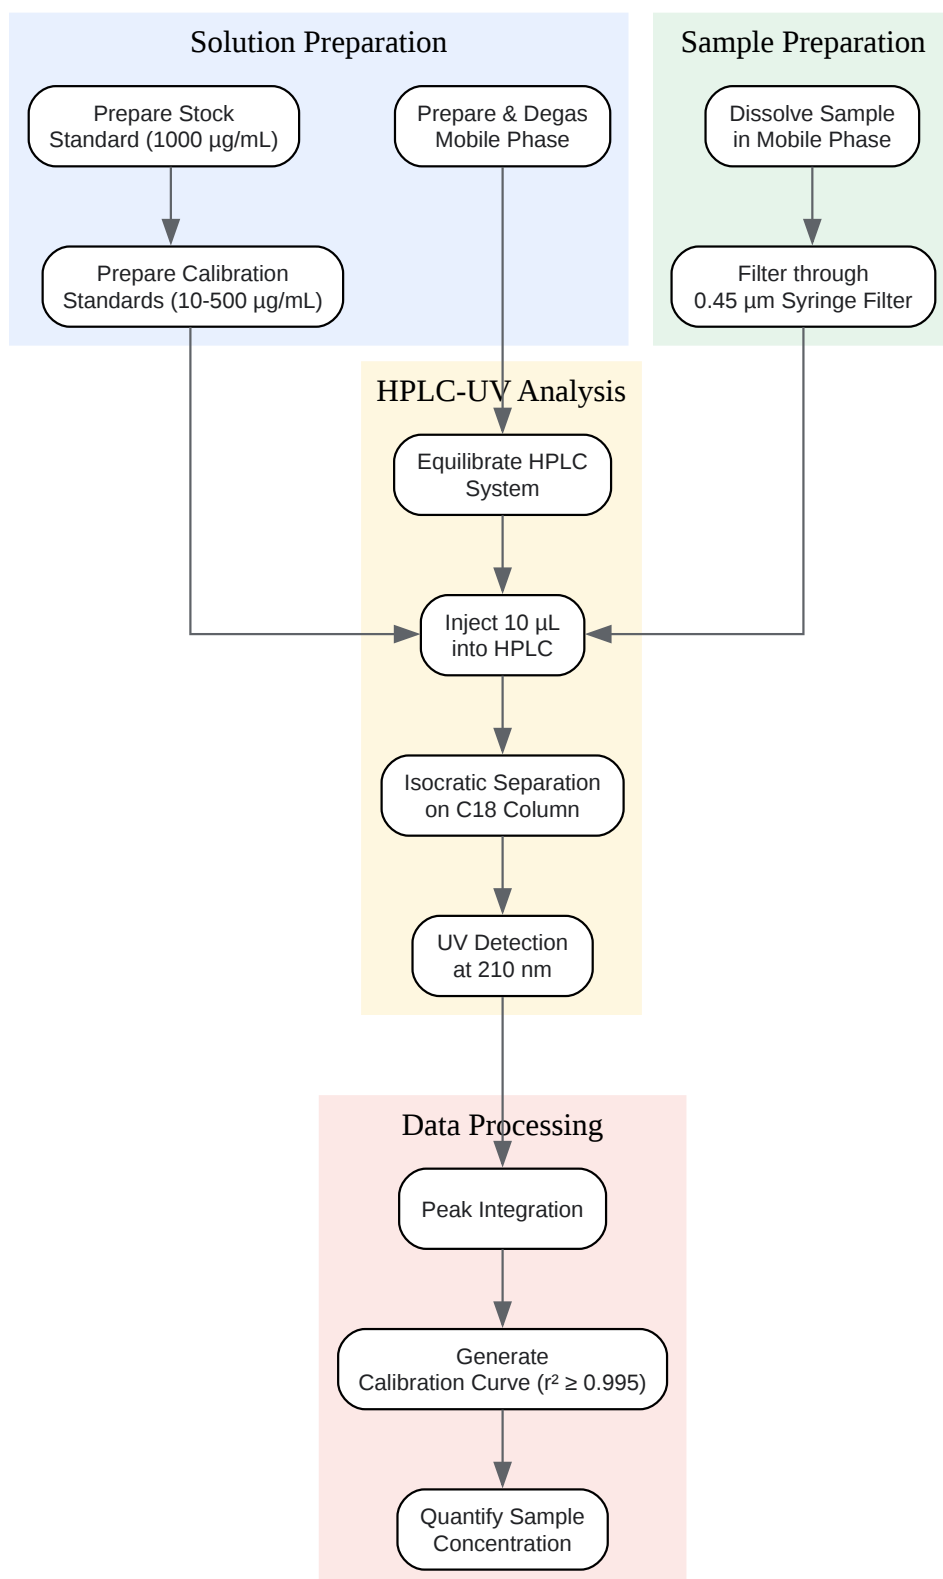 Solution Preparation
Prepare Stock
Standard (1000 µg/mL)
Prepare & Degas
Mobile Phase
Prepare Calibration
Standards (10-500 µg/mL)
Sample Preparation
Dissolve Sample
in Mobile Phase
Filter through
0.45 µm Syringe Filter
HPLC-UV Analysis
Equilibrate HPLC
System
Inject 10 µL
into HPLC
Isocratic Separation
on C18 Column
UV Detection
at 210 nm
Data Processing
Peak Integration
Generate
Calibration Curve (r² ≥ 0.995)
Quantify Sample
Concentration